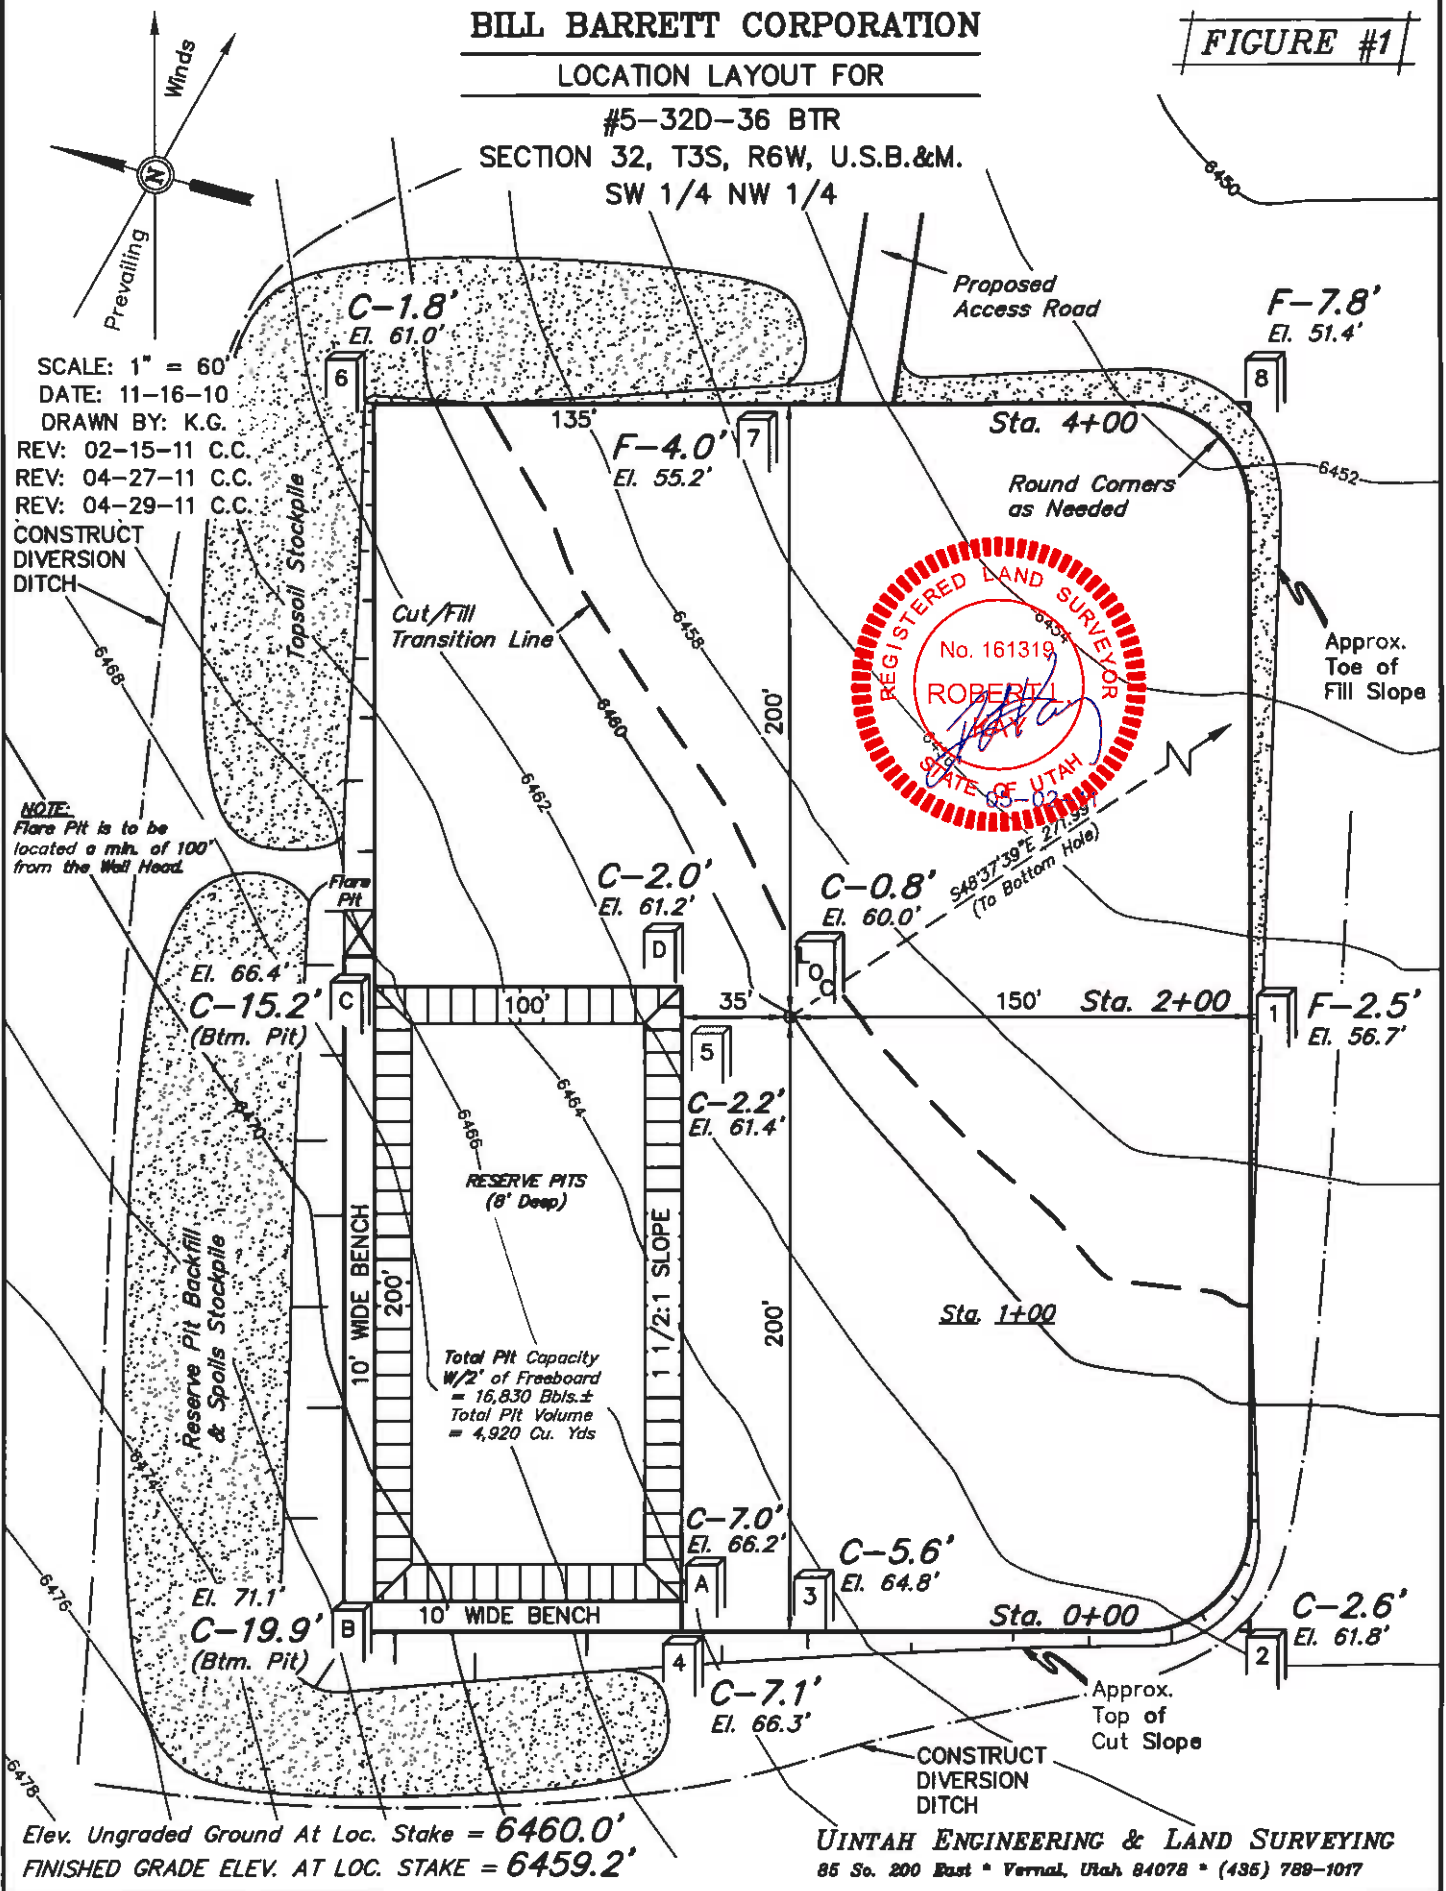 BILL BARRETT CORPORATION
LOCATION LAYOUT FOR
#5-32D-36 BTR
SECTION 32, T3S, R6W, U.S.B.&M.
SW 1/4 NW 1/4
FIGURE #1
Winds
N
Prevailing
SCALE: 1" = 60'
DATE: 11-16-10
DRAWN BY: K.G.
REV: 02-15-11 C.C.
REV: 04-27-11 C.C.
REV: 04-29-11 C.C.
CONSTRUCT
DIVERSION
DITCH
6450
Proposed
Access Road
C-1.8'
El. 61.0'
6
F-7.8'
El. 51.4'
8
135'
F-4.0'
El. 55.2'
7
Sta. 4+00
Round Corners
as Needed
6452
Topsoil Stockpile
Cut/Fill
Transition Line
6458
6454
REGISTERED LAND SURVEYOR
No. 161319
ROBERT L.
KAY
STATE OF UTAH
Approx.
Toe of
Fill Slope
6468
6460
6462
200'
NOTE:
Flare Pit is to be
located a min. of 100'
from the Well Head.
Flare
Pit
C-2.0'
El. 61.2'
D
C-0.8'
El. 60.0'
LOC
S48°37'39"E 271.99'
(To Bottom Hole)
El. 66.4'
C-15.2'
(Btm. Pit)
C
100'
35'
150'
Sta. 2+00
1
F-2.5'
El. 56.7'
5
C-2.2'
El. 61.4'
6464
6466
6470
RESERVE PITS
(8' Deep)
10' WIDE BENCH
200'
1 1/2:1 SLOPE
200'
Reserve Pit Backfill
& Spoils Stockpile
Sta. 1+00
Total Pit Capacity
W/2' of Freeboard
= 16,830 Bbls.±
Total Pit Volume
= 4,920 Cu. Yds
6474
6476
6478
C-7.0'
El. 66.2'
A
C-5.6'
El. 64.8'
3
El. 71.1'
C-19.9'
(Btm. Pit)
B
10' WIDE BENCH
Sta. 0+00
C-2.6'
El. 61.8'
2
4
C-7.1'
El. 66.3'
Approx.
Top of
Cut Slope
CONSTRUCT
DIVERSION
DITCH
Elev. Ungraded Ground At Loc. Stake = 6460.0'
FINISHED GRADE ELEV. AT LOC. STAKE = 6459.2'
UINTAH ENGINEERING & LAND SURVEYING
85 So. 200 East * Vernal, Utah 84078 * (435) 789-1017